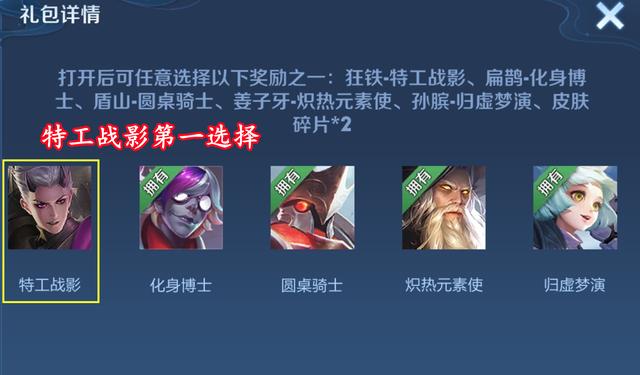 礼包详情
打开后可任意选择以下奖励之一：狂铁-特工战影、扁鹊-化身博
士、盾山-圆桌骑士、姜子牙-炽热元素使、孙膑-归虚梦演、皮肤
碎片*2
特工战影第一选择
拥有 拥有 拥有 拥有
特工战影 化身博士 圆桌骑士 炽热元素使 归虚梦演